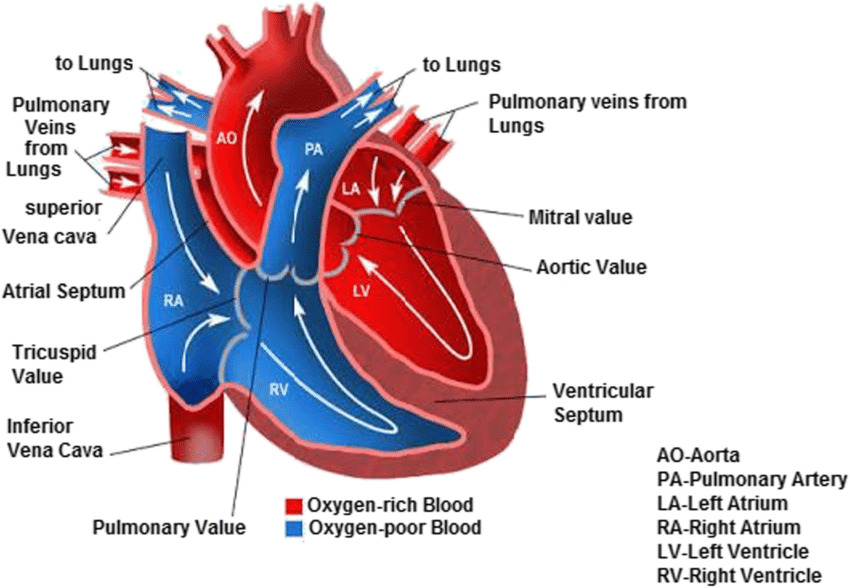 to Lungs
Pulmonary
Veins
from
Lungs
superior
Vena cava
Atrial Septum
Tricuspid
Value
Inferior
Vena Cava
Pulmonary Value
AO
PA
LA
RA
LV
RV
to Lungs
Pulmonary veins from
Lungs
Mitral value
Aortic Value
Ventricular
Septum
Oxygen-rich Blood
Oxygen-poor Blood
AO-Aorta
PA-Pulmonary Artery
LA-Left Atrium
RA-Right Atrium
LV-Left Ventricle
RV-Right Ventricle